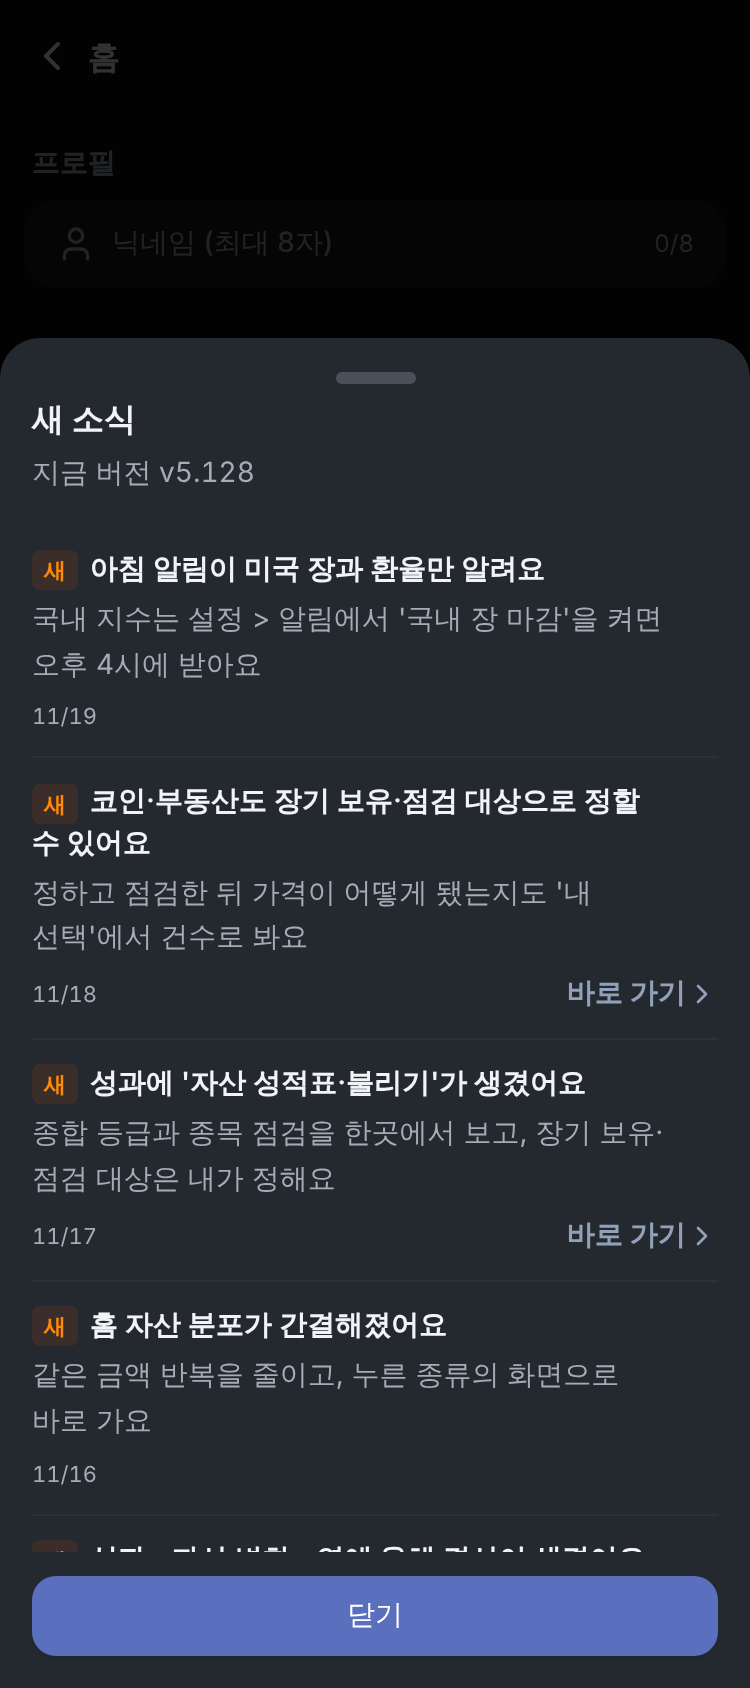 홈
프로필
닉네임 (최대 8자) 0/8
새 소식
지금 버전 v5.128
새 아침 알림이 미국 장과 환율만 알려요
국내 지수는 설정 > 알림에서 '국내 장 마감'을 켜면
오후 4시에 받아요
11/19
새 코인·부동산도 장기 보유·점검 대상으로 정할
수 있어요
정하고 점검한 뒤 가격이 어떻게 됐는지도 '내
선택'에서 건수로 봐요
11/18 바로 가기
새 성과에 '자산 성적표·불리기'가 생겼어요
종합 등급과 종목 점검을 한곳에서 보고, 장기 보유·
점검 대상은 내가 정해요
11/17 바로 가기
새 홈 자산 분포가 간결해졌어요
같은 금액 반복을 줄이고, 누른 종류의 화면으로
바로 가요
11/16
닫기